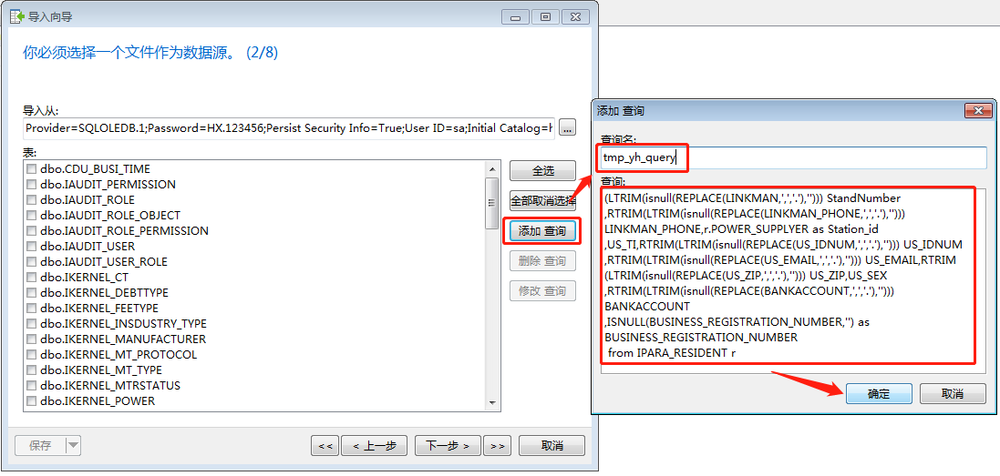 导入向导
你必须选择一个文件作为数据源。 (2/8)
导入从:
Provider=SQLOLEDB.1;Password=HX.123456;Persist Security Info=True;User ID=sa;Initial Catalog=
...
表:
dbo.CDU_BUSI_TIME
dbo.IAUDIT_PERMISSION
dbo.IAUDIT_ROLE
dbo.IAUDIT_ROLE_OBJECT
dbo.IAUDIT_ROLE_PERMISSION
dbo.IAUDIT_USER
dbo.IAUDIT_USER_ROLE
dbo.IKERNEL_CT
dbo.IKERNEL_DEBTTYPE
dbo.IKERNEL_FEETYPE
dbo.IKERNEL_INSDUSTRY_TYPE
dbo.IKERNEL_MANUFACTURER
dbo.IKERNEL_MT_PROTOCOL
dbo.IKERNEL_MT_TYPE
dbo.IKERNEL_MTRSTATUS
dbo.IKERNEL_POWER
全选
全部取消选择
添加 查询
删除 查询
修改 查询
保存
<<
< 上一步
下一步 >
>>
取消
添加 查询
查询名:
tmp_yh_query
查询:
(LTRIM(isnull(REPLACE(LINKMAN,',','.'),''))) StandNumber
,RTRIM(LTRIM(isnull(REPLACE(LINKMAN_PHONE,',','.'),'')))
LINKMAN_PHONE,r.POWER_SUPPLYER as Station_id
,US_TI,RTRIM(LTRIM(isnull(REPLACE(US_IDNUM,',','.'),''))) US_IDNUM
,RTRIM(LTRIM(isnull(REPLACE(US_EMAIL,',','.'),''))) US_EMAIL,RTRIM
(LTRIM(isnull(REPLACE(US_ZIP,',','.'),''))) US_ZIP,US_SEX
,RTRIM(LTRIM(isnull(REPLACE(BANKACCOUNT,',','.'),'')))
BANKACCOUNT
,ISNULL(BUSINESS_REGISTRATION_NUMBER,'') as
BUSINESS_REGISTRATION_NUMBER
from IPARA_RESIDENT r
确定
取消